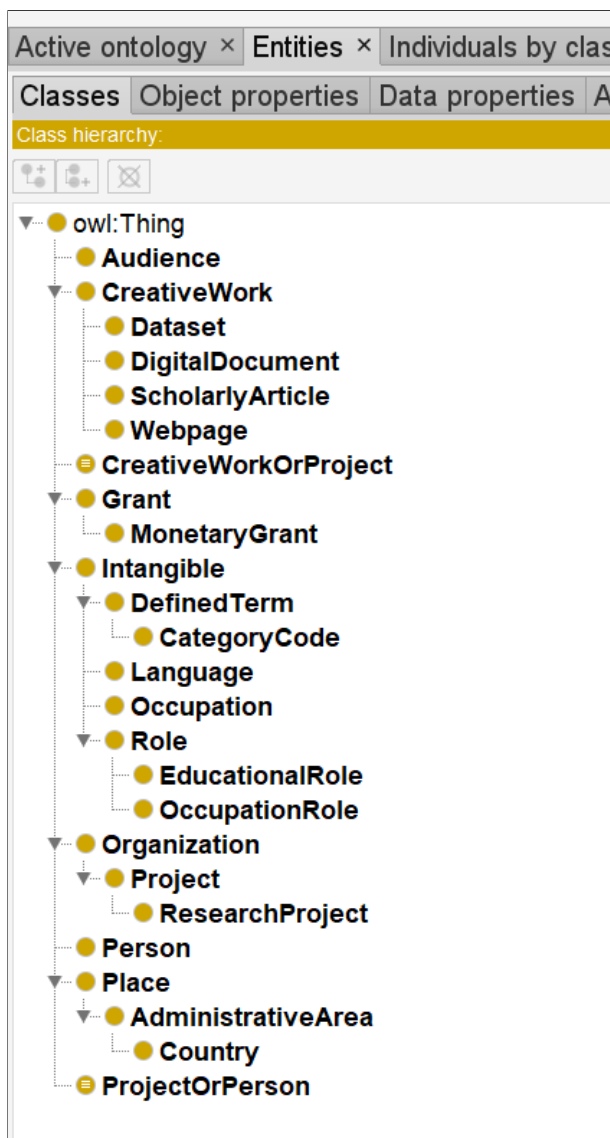 Active ontology × Entities × Individuals by clas
Classes Object properties Data properties A
Class hierarchy:
owl:Thing
Audience
CreativeWork
Dataset
DigitalDocument
ScholarlyArticle
Webpage
CreativeWorkOrProject
Grant
MonetaryGrant
Intangible
DefinedTerm
CategoryCode
Language
Occupation
Role
EducationalRole
OccupationRole
Organization
Project
ResearchProject
Person
Place
AdministrativeArea
Country
ProjectOrPerson